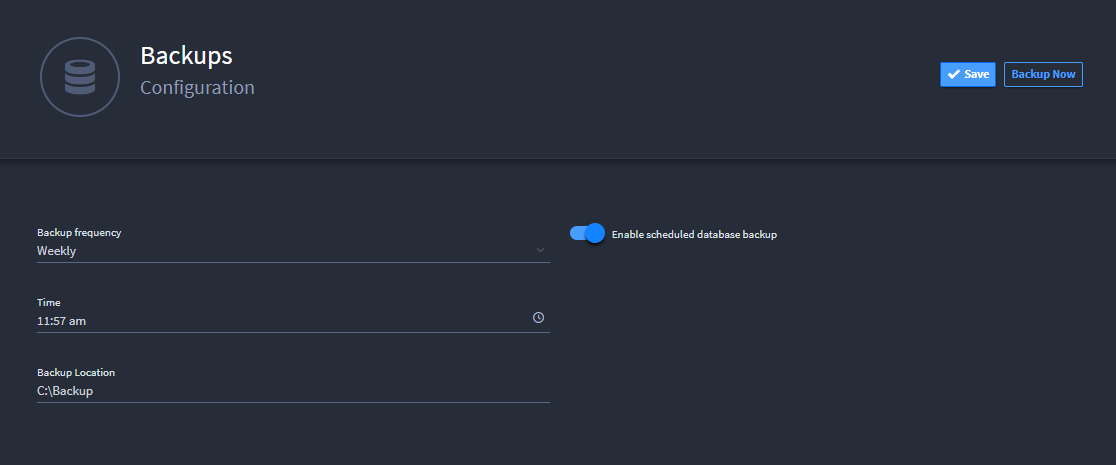 Backups
Configuration
Save
Backup Now
Backup frequency
Weekly
Enable scheduled database backup
Time
11:57 am
Backup Location
C:\Backup